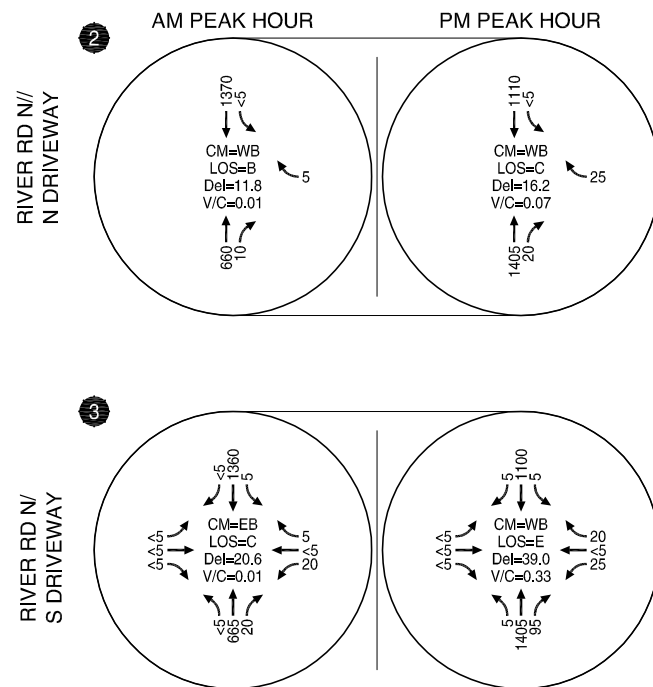 AM PEAK HOUR
PM PEAK HOUR
2
RIVER RD N//
N DRIVEWAY
1370
<5
CM=WB
LOS=B
Del=11.8
V/C=0.01
5
660
10
1110
<5
CM=WB
LOS=C
Del=16.2
V/C=0.07
25
1405
20
3
RIVER RD N/
S DRIVEWAY
<5
1360
5
<5
<5
<5
CM=EB
LOS=C
Del=20.6
V/C=0.01
5
<5
20
<5
665
20
5
1100
5
<5
<5
<5
CM=WB
LOS=E
Del=39.0
V/C=0.33
20
<5
25
5
1405
95